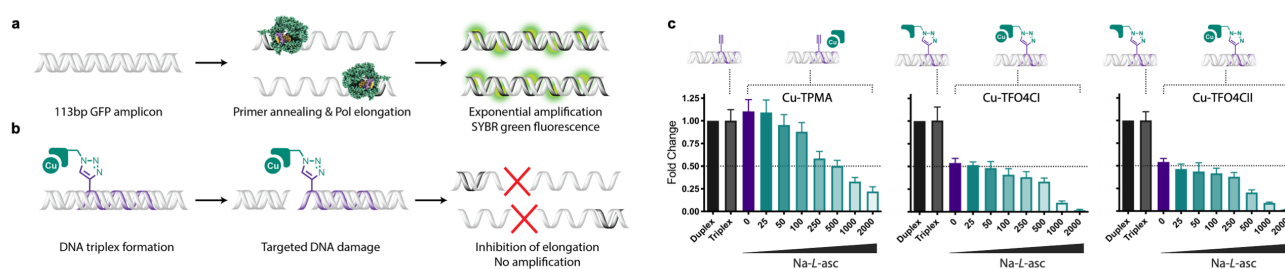 a
113bp GFP amplicon
Primer annealing & Pol elongation
Exponential amplification
SYBR green fluorescence
b
Cu
N
N
N
Cu
N
N
N
DNA triplex formation
Targeted DNA damage
Inhibition of elongation
No amplification
c
Cu
N
N
N
Cu
N
N
N
N
N
N
Cu
N
N
N
Fold Change
1.25
1.00
0.75
0.50
0.25
0.00
Cu-TPMA
Duplex
Triplex
0
25
50
100
250
500
1000
2000
Na-L-asc
Cu-TFO4CI
Duplex
Triplex
0
25
50
100
250
500
1000
2000
Na-L-asc
Cu-TFO4CII
Duplex
Triplex
0
25
50
100
250
500
1000
2000
Na-L-asc